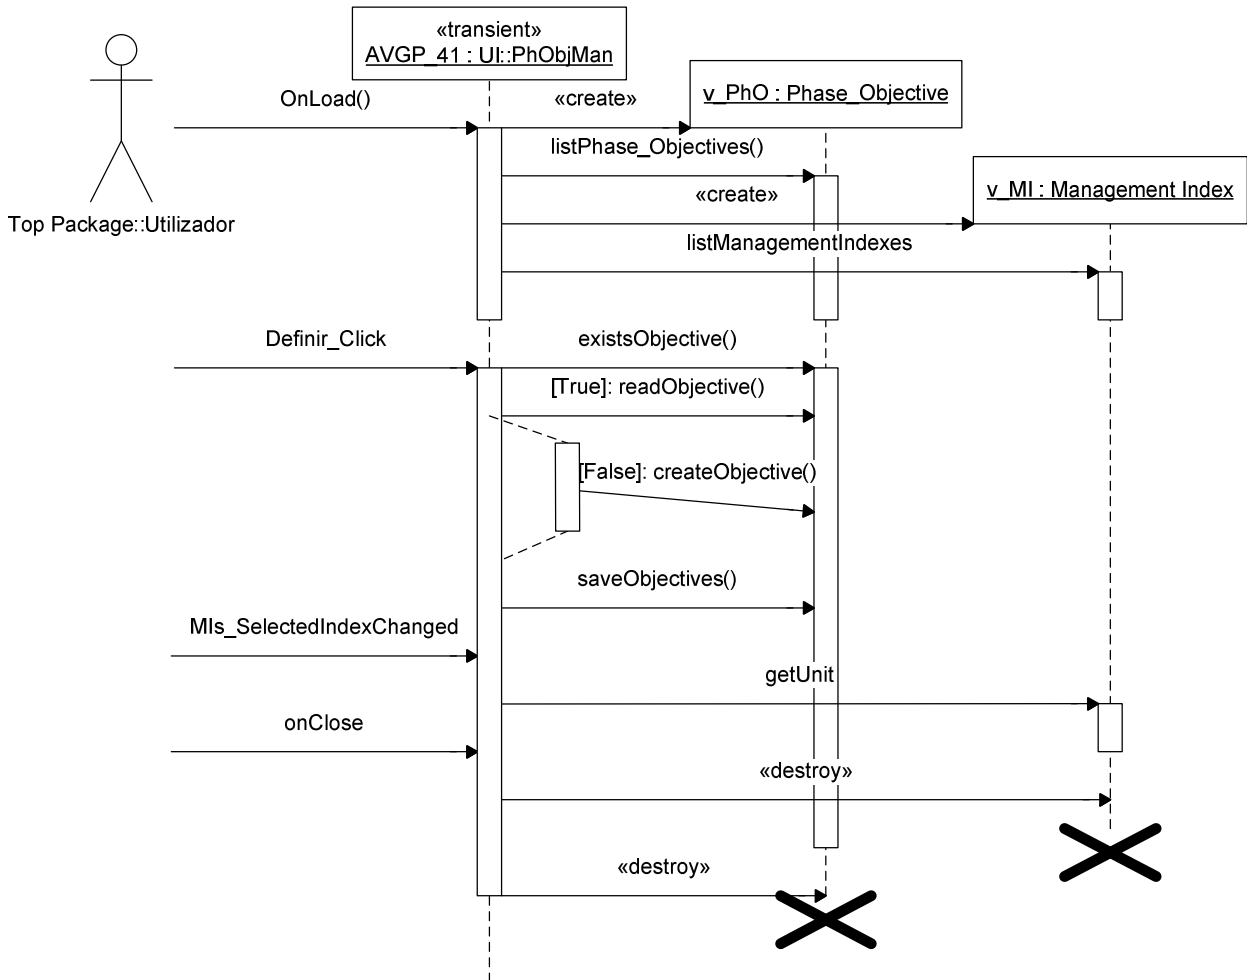 «transient»
AVGP_41 : UI::PhObjMan
v_PhO : Phase_Objective
OnLoad()
«create»
listPhase_Objectives()
v_MI : Management Index
«create»
Top Package::Utilizador
listManagementIndexes
Definir_Click
existsObjective()
[True]: readObjective()
[False]: createObjective()
saveObjectives()
MIs_SelectedIndexChanged
getUnit
onClose
«destroy»
«destroy»